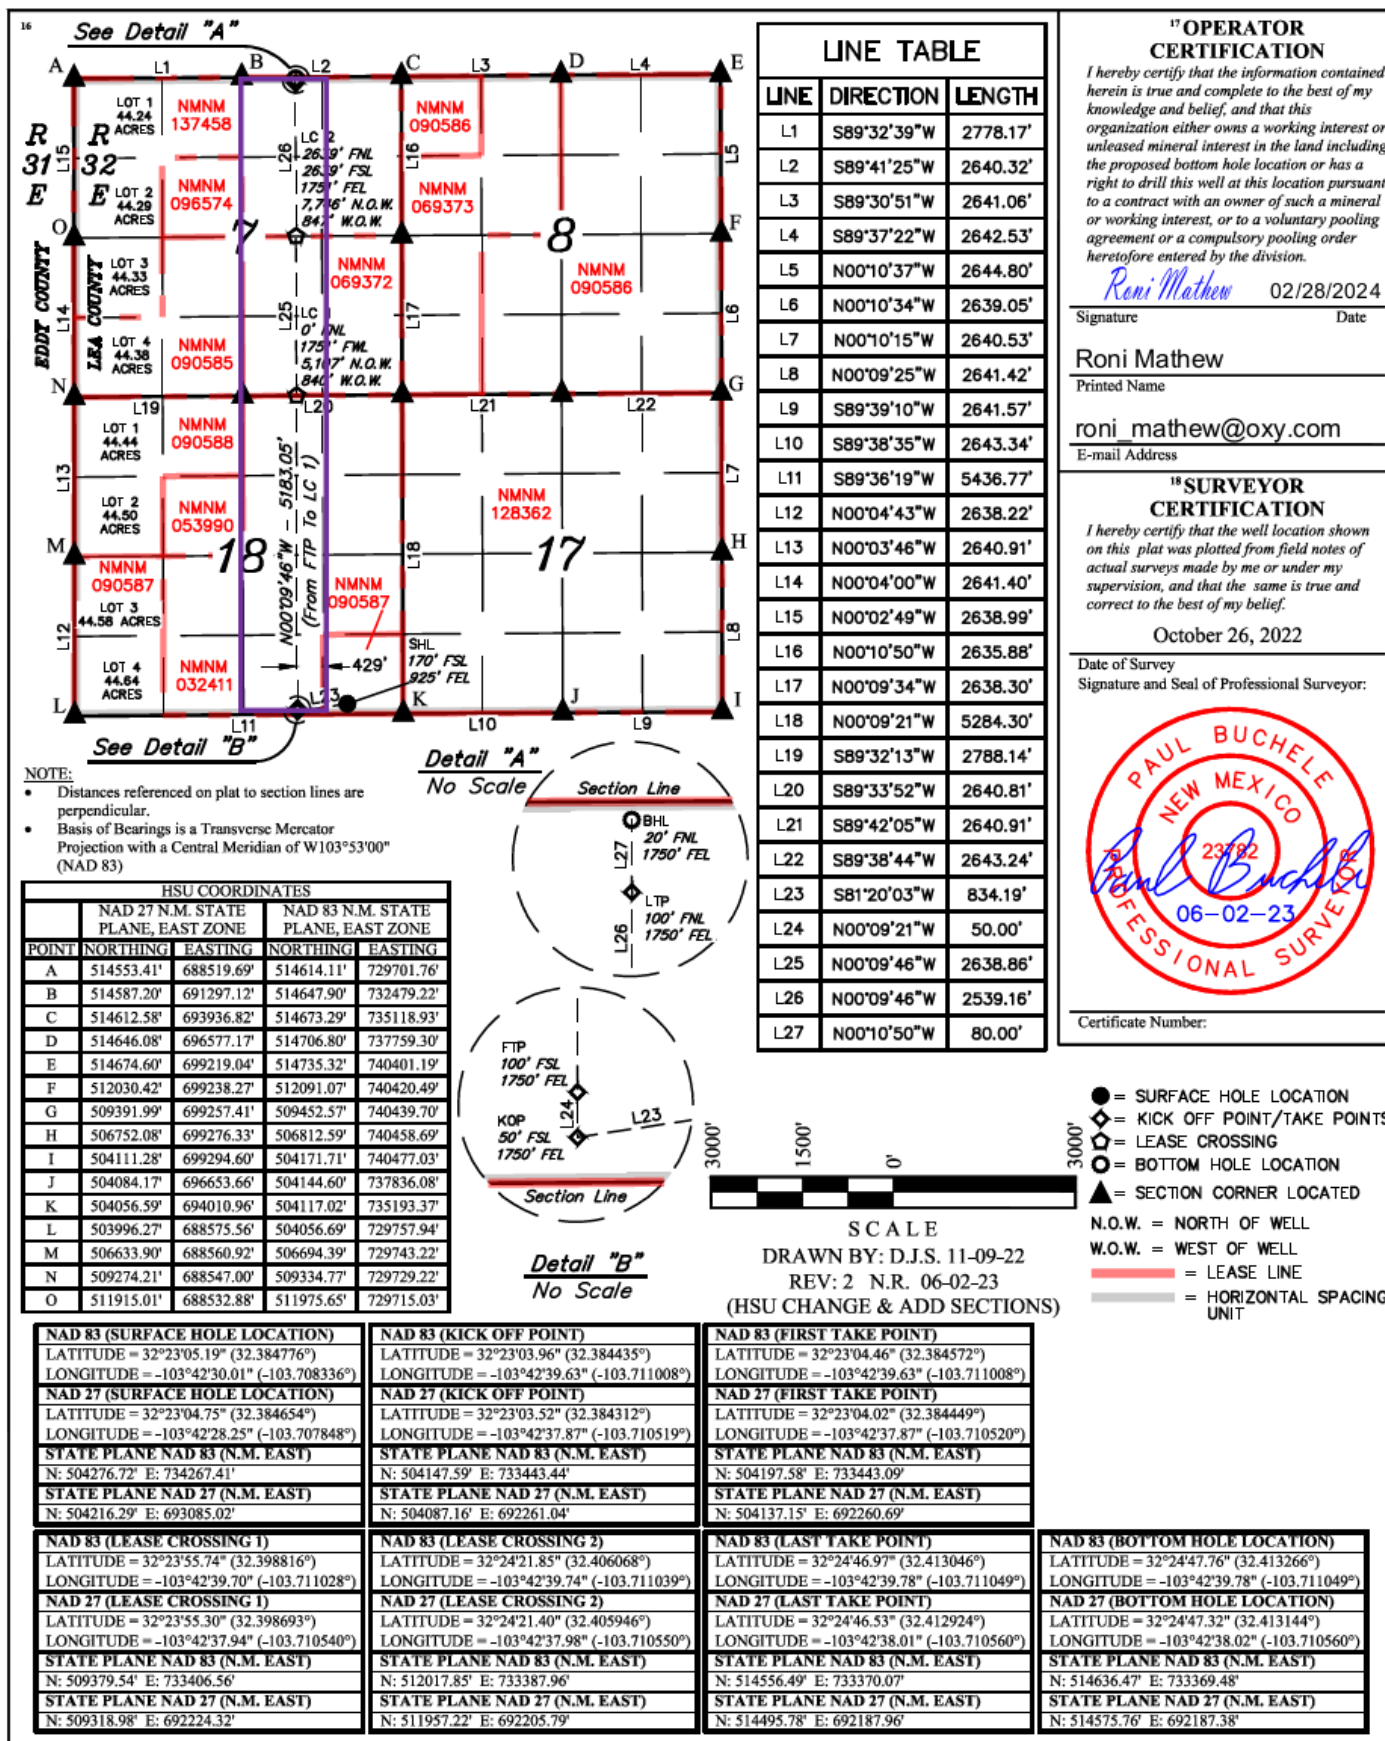 16
See Detail "A"
A
L1
B
L2
C
L3
D
L4
E
LOT 1
44.24
ACRES
NMNM
137458
NMNM
090586
R
31
E
R
32
E
L15
L26
LC 2
2639' FNL
2639' FSL
1751' FEL
7,746' N.O.W.
847' W.O.W.
L16
L5
LOT 2
44.29
ACRES
NMNM
096574
NMNM
069373
O
7
8
F
EDDY COUNTY
LEA COUNTY
LOT 3
44.33
ACRES
NMNM
069372
NMNM
090586
L14
L25
LC 1
0' FNL
1751' FWL
5,107' N.O.W.
840' W.O.W.
L17
L6
LOT 4
44.38
ACRES
NMNM
090585
N
L19
L20
L21
L22
G
LOT 1
44.44
ACRES
NMNM
090588
L13
N00°09'46"W - 5183.05'
(From FTP To LC 1)
L7
LOT 2
44.50
ACRES
NMNM
053990
NMNM
128362
M
18
L18
17
H
NMNM
090587
LOT 3
44.58 ACRES
NMNM
090587
L12
L8
LOT 4
44.64
ACRES
NMNM
032411
429'
SHL
170' FSL
925' FEL
L
L11
L23
K
L10
J
L9
I
See Detail "B"
LINE TABLE
LINE DIRECTION LENGTH
L1 S89°32'39"W 2778.17'
L2 S89°41'25"W 2640.32'
L3 S89°30'51"W 2641.06'
L4 S89°37'22"W 2642.53'
L5 N00°10'37"W 2644.80'
L6 N00°10'34"W 2639.05'
L7 N00°10'15"W 2640.53'
L8 N00°09'25"W 2641.42'
L9 S89°39'10"W 2641.57'
L10 S89°38'35"W 2643.34'
L11 S89°36'19"W 5436.77'
L12 N00°04'43"W 2638.22'
L13 N00°03'46"W 2640.91'
L14 N00°04'00"W 2641.40'
L15 N00°02'49"W 2638.99'
L16 N00°10'50"W 2635.88'
L17 N00°09'34"W 2638.30'
L18 N00°09'21"W 5284.30'
L19 S89°32'13"W 2788.14'
L20 S89°33'52"W 2640.81'
L21 S89°42'05"W 2640.91'
L22 S89°38'44"W 2643.24'
L23 S81°20'03"W 834.19'
L24 N00°09'21"W 50.00'
L25 N00°09'46"W 2638.86'
L26 N00°09'46"W 2539.16'
L27 N00°10'50"W 80.00'
17 OPERATOR
CERTIFICATION
I hereby certify that the information contained
herein is true and complete to the best of my
knowledge and belief, and that this
organization either owns a working interest or
unleased mineral interest in the land including
the proposed bottom hole location or has a
right to drill this well at this location pursuant
to a contract with an owner of such a mineral
or working interest, or to a voluntary pooling
agreement or a compulsory pooling order
heretofore entered by the division.
Roni Mathew 02/28/2024
Signature Date
Roni Mathew
Printed Name
roni_mathew@oxy.com
E-mail Address
18 SURVEYOR
CERTIFICATION
I hereby certify that the well location shown
on this plat was plotted from field notes of
actual surveys made by me or under my
supervision, and that the same is true and
correct to the best of my belief.
October 26, 2022
Date of Survey
Signature and Seal of Professional Surveyor:
PAUL BUCHELE
NEW MEXICO
23782
Paul Buchele
06-02-23
PROFESSIONAL SURVEYOR
Certificate Number:
NOTE:
• Distances referenced on plat to section lines are
perpendicular.
• Basis of Bearings is a Transverse Mercator
Projection with a Central Meridian of W103°53'00"
(NAD 83)
Detail "A"
No Scale
Section Line
BHL
20' FNL
1750' FEL
L27
LTP
100' FNL
1750' FEL
L26
FTP
100' FSL
1750' FEL
L24
KOP
50' FSL
1750' FEL
L23
Section Line
Detail "B"
No Scale
HSU COORDINATES
NAD 27 N.M. STATE PLANE, EAST ZONE NAD 83 N.M. STATE PLANE, EAST ZONE
POINT NORTHING EASTING NORTHING EASTING
A 514553.41' 688519.69' 514614.11' 729701.76'
B 514587.20' 691297.12' 514647.90' 732479.22'
C 514612.58' 693936.82' 514673.29' 735118.93'
D 514646.08' 696577.17' 514706.80' 737759.30'
E 514674.60' 699219.04' 514735.32' 740401.19'
F 512030.42' 699238.27' 512091.07' 740420.49'
G 509391.99' 699257.41' 509452.57' 740439.70'
H 506752.08' 699276.33' 506812.59' 740458.69'
I 504111.28' 699294.60' 504171.71' 740477.03'
J 504084.17' 696653.66' 504144.60' 737836.08'
K 504056.59' 694010.96' 504117.02' 735193.37'
L 503996.27' 688575.56' 504056.69' 729757.94'
M 506633.90' 688560.92' 506694.39' 729743.22'
N 509274.21' 688547.00' 509334.77' 729729.22'
O 511915.01' 688532.88' 511975.65' 729715.03'
3000' 1500' 0' 3000'
SCALE
DRAWN BY: D.J.S. 11-09-22
REV: 2 N.R. 06-02-23
(HSU CHANGE & ADD SECTIONS)
= SURFACE HOLE LOCATION
= KICK OFF POINT/TAKE POINTS
= LEASE CROSSING
= BOTTOM HOLE LOCATION
= SECTION CORNER LOCATED
N.O.W. = NORTH OF WELL
W.O.W. = WEST OF WELL
= LEASE LINE
= HORIZONTAL SPACING
UNIT
NAD 83 (SURFACE HOLE LOCATION)
LATITUDE = 32°23'05.19" (32.384776°)
LONGITUDE = -103°42'30.01" (-103.708336°)
NAD 27 (SURFACE HOLE LOCATION)
LATITUDE = 32°23'04.75" (32.384654°)
LONGITUDE = -103°42'28.25" (-103.707848°)
STATE PLANE NAD 83 (N.M. EAST)
N: 504276.72' E: 734267.41'
STATE PLANE NAD 27 (N.M. EAST)
N: 504216.29' E: 693085.02'
NAD 83 (KICK OFF POINT)
LATITUDE = 32°23'03.96" (32.384435°)
LONGITUDE = -103°42'39.63" (-103.711008°)
NAD 27 (KICK OFF POINT)
LATITUDE = 32°23'03.52" (32.384312°)
LONGITUDE = -103°42'37.87" (-103.710519°)
STATE PLANE NAD 83 (N.M. EAST)
N: 504147.59' E: 733443.44'
STATE PLANE NAD 27 (N.M. EAST)
N: 504087.16' E: 692261.04'
NAD 83 (FIRST TAKE POINT)
LATITUDE = 32°23'04.46" (32.384572°)
LONGITUDE = -103°42'39.63" (-103.711008°)
NAD 27 (FIRST TAKE POINT)
LATITUDE = 32°23'04.02" (32.384449°)
LONGITUDE = -103°42'37.87" (-103.710520°)
STATE PLANE NAD 83 (N.M. EAST)
N: 504197.58' E: 733443.09'
STATE PLANE NAD 27 (N.M. EAST)
N: 504137.15' E: 692260.69'
NAD 83 (LEASE CROSSING 1)
LATITUDE = 32°23'55.74" (32.398816°)
LONGITUDE = -103°42'39.70" (-103.711028°)
NAD 27 (LEASE CROSSING 1)
LATITUDE = 32°23'55.30" (32.398693°)
LONGITUDE = -103°42'37.94" (-103.710540°)
STATE PLANE NAD 83 (N.M. EAST)
N: 509379.54' E: 733406.56'
STATE PLANE NAD 27 (N.M. EAST)
N: 509318.98' E: 692224.32'
NAD 83 (LEASE CROSSING 2)
LATITUDE = 32°24'21.85" (32.406068°)
LONGITUDE = -103°42'39.74" (-103.711039°)
NAD 27 (LEASE CROSSING 2)
LATITUDE = 32°24'21.40" (32.405946°)
LONGITUDE = -103°42'37.98" (-103.710550°)
STATE PLANE NAD 83 (N.M. EAST)
N: 512017.85' E: 733387.96'
STATE PLANE NAD 27 (N.M. EAST)
N: 511957.22' E: 692205.79'
NAD 83 (LAST TAKE POINT)
LATITUDE = 32°24'46.97" (32.413046°)
LONGITUDE = -103°42'39.78" (-103.711049°)
NAD 27 (LAST TAKE POINT)
LATITUDE = 32°24'46.53" (32.412924°)
LONGITUDE = -103°42'38.01" (-103.710560°)
STATE PLANE NAD 83 (N.M. EAST)
N: 514556.49' E: 733370.07'
STATE PLANE NAD 27 (N.M. EAST)
N: 514495.78' E: 692187.96'
NAD 83 (BOTTOM HOLE LOCATION)
LATITUDE = 32°24'47.76" (32.413266°)
LONGITUDE = -103°42'39.78" (-103.711049°)
NAD 27 (BOTTOM HOLE LOCATION)
LATITUDE = 32°24'47.32" (32.413144°)
LONGITUDE = -103°42'38.02" (-103.710560°)
STATE PLANE NAD 83 (N.M. EAST)
N: 514636.47' E: 733369.48'
STATE PLANE NAD 27 (N.M. EAST)
N: 514575.76' E: 692187.38'